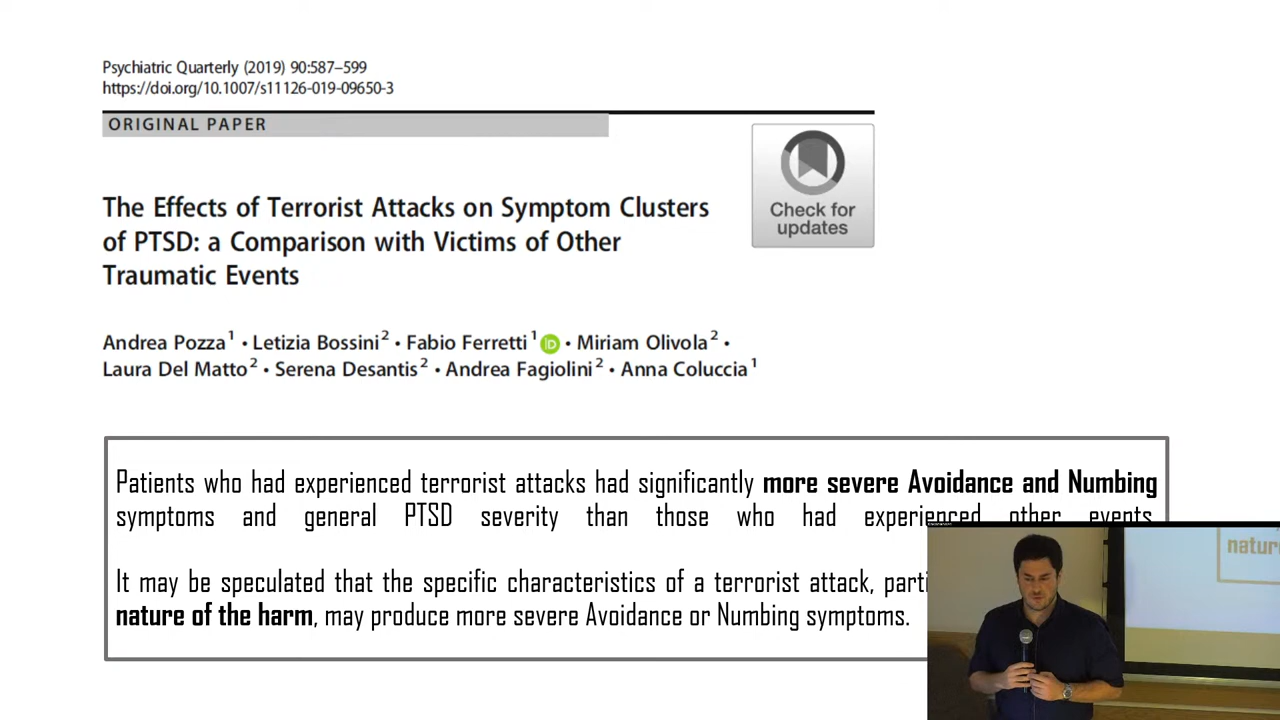 Psychiatric Quarterly (2019) 90:587–599
https://doi.org/10.1007/s11126-019-09650-3
ORIGINAL PAPER
Check for
updates
The Effects of Terrorist Attacks on Symptom Clusters
of PTSD: a Comparison with Victims of Other
Traumatic Events
Andrea Pozza1 • Letizia Bossini2 • Fabio Ferretti1 iD • Miriam Olivola2 •
Laura Del Matto2 • Serena Desantis2 • Andrea Fagiolini2 • Anna Coluccia1
Patients who had experienced terrorist attacks had significantly more severe Avoidance and Numbing
symptoms and general PTSD severity than those who had experienced other events.
It may be speculated that the specific characteristics of a terrorist attack, parti
nature of the harm, may produce more severe Avoidance or Numbing symptoms.
nature